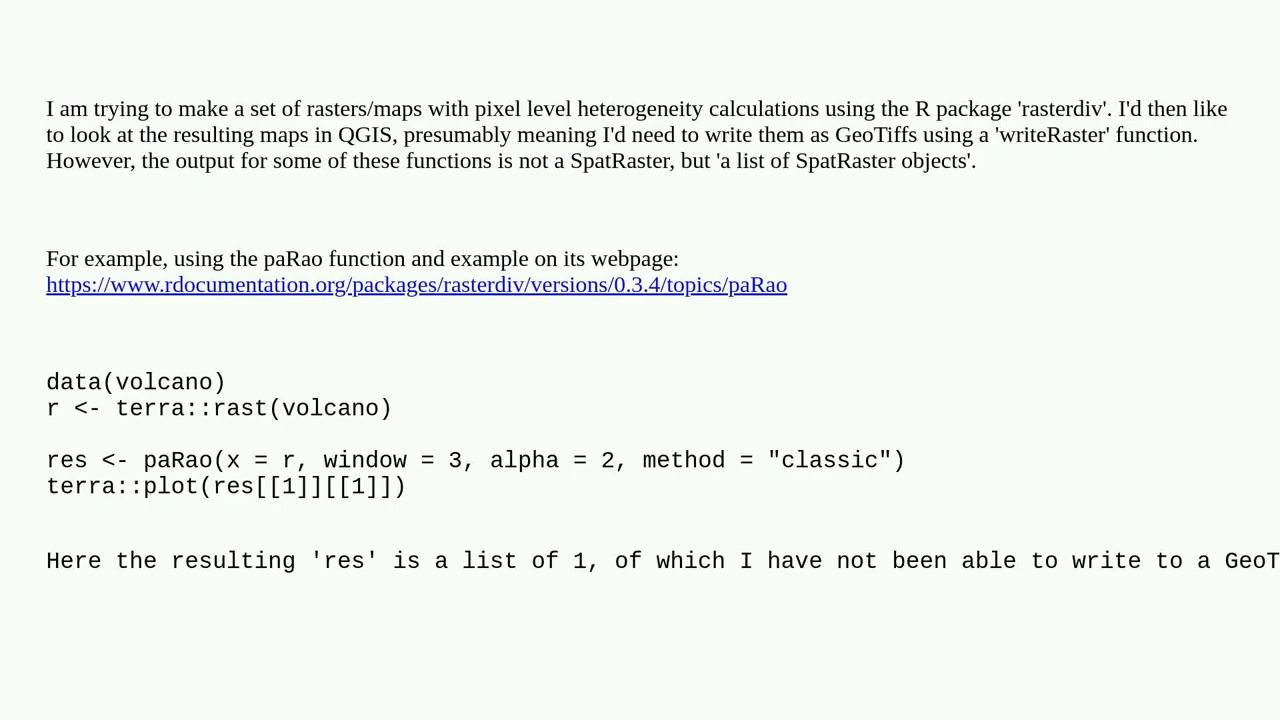 I am trying to make a set of rasters/maps with pixel level heterogeneity calculations using the R package 'rasterdiv'. I'd then like
to look at the resulting maps in QGIS, presumably meaning I'd need to write them as GeoTiffs using a 'writeRaster' function.
However, the output for some of these functions is not a SpatRaster, but 'a list of SpatRaster objects'.
For example, using the paRao function and example on its webpage:
https://www.rdocumentation.org/packages/rasterdiv/versions/0.3.4/topics/paRao
data(volcano)
r <- terra::rast(volcano)
res <- paRao(x = r, window = 3, alpha = 2, method = "classic")
terra::plot(res[[1]][[1]])
Here the resulting 'res' is a list of 1, of which I have not been able to write to a GeoT